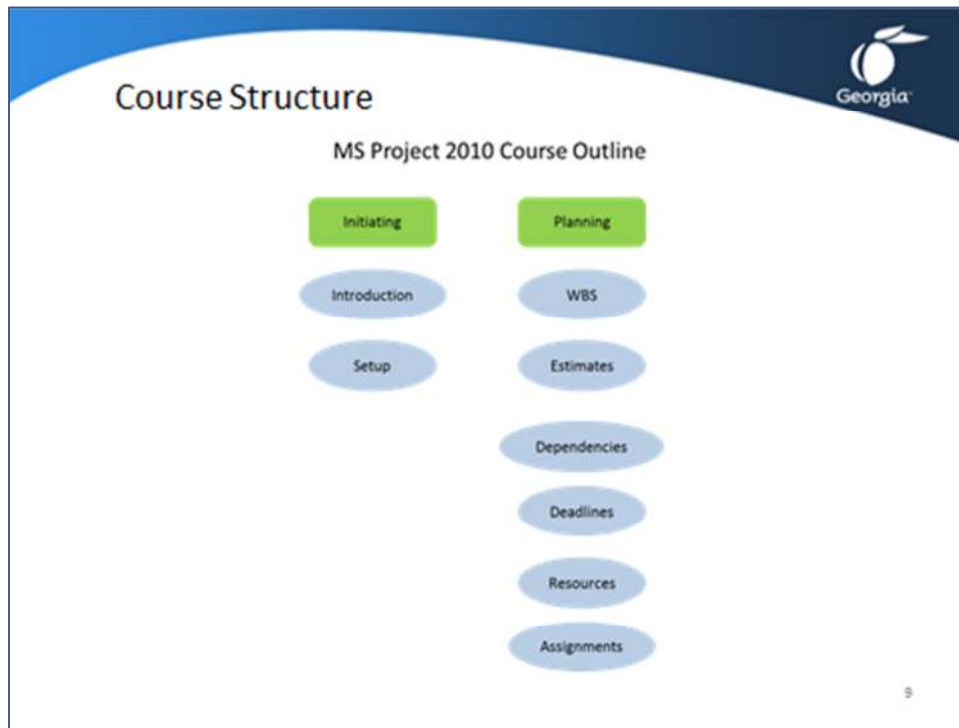 Course Structure
Georgia
MS Project 2010 Course Outline
Initiating
Planning
Introduction
WBS
Setup
Estimates
Dependencies
Deadlines
Resources
Assignments
9